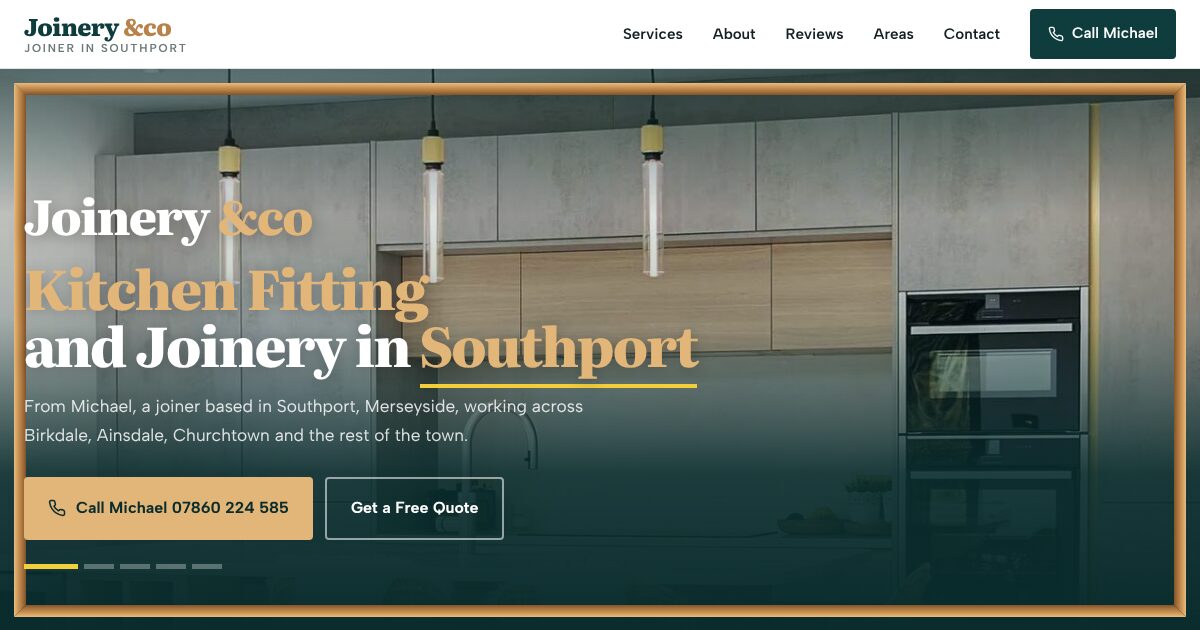 Joinery &co
JOINER IN SOUTHPORT
Services
About
Reviews
Areas
Contact
Call Michael
Joinery &co
Kitchen Fitting
and Joinery in Southport
From Michael, a joiner based in Southport, Merseyside, working across
Birkdale, Ainsdale, Churchtown and the rest of the town.
Call Michael 07860 224 585
Get a Free Quote